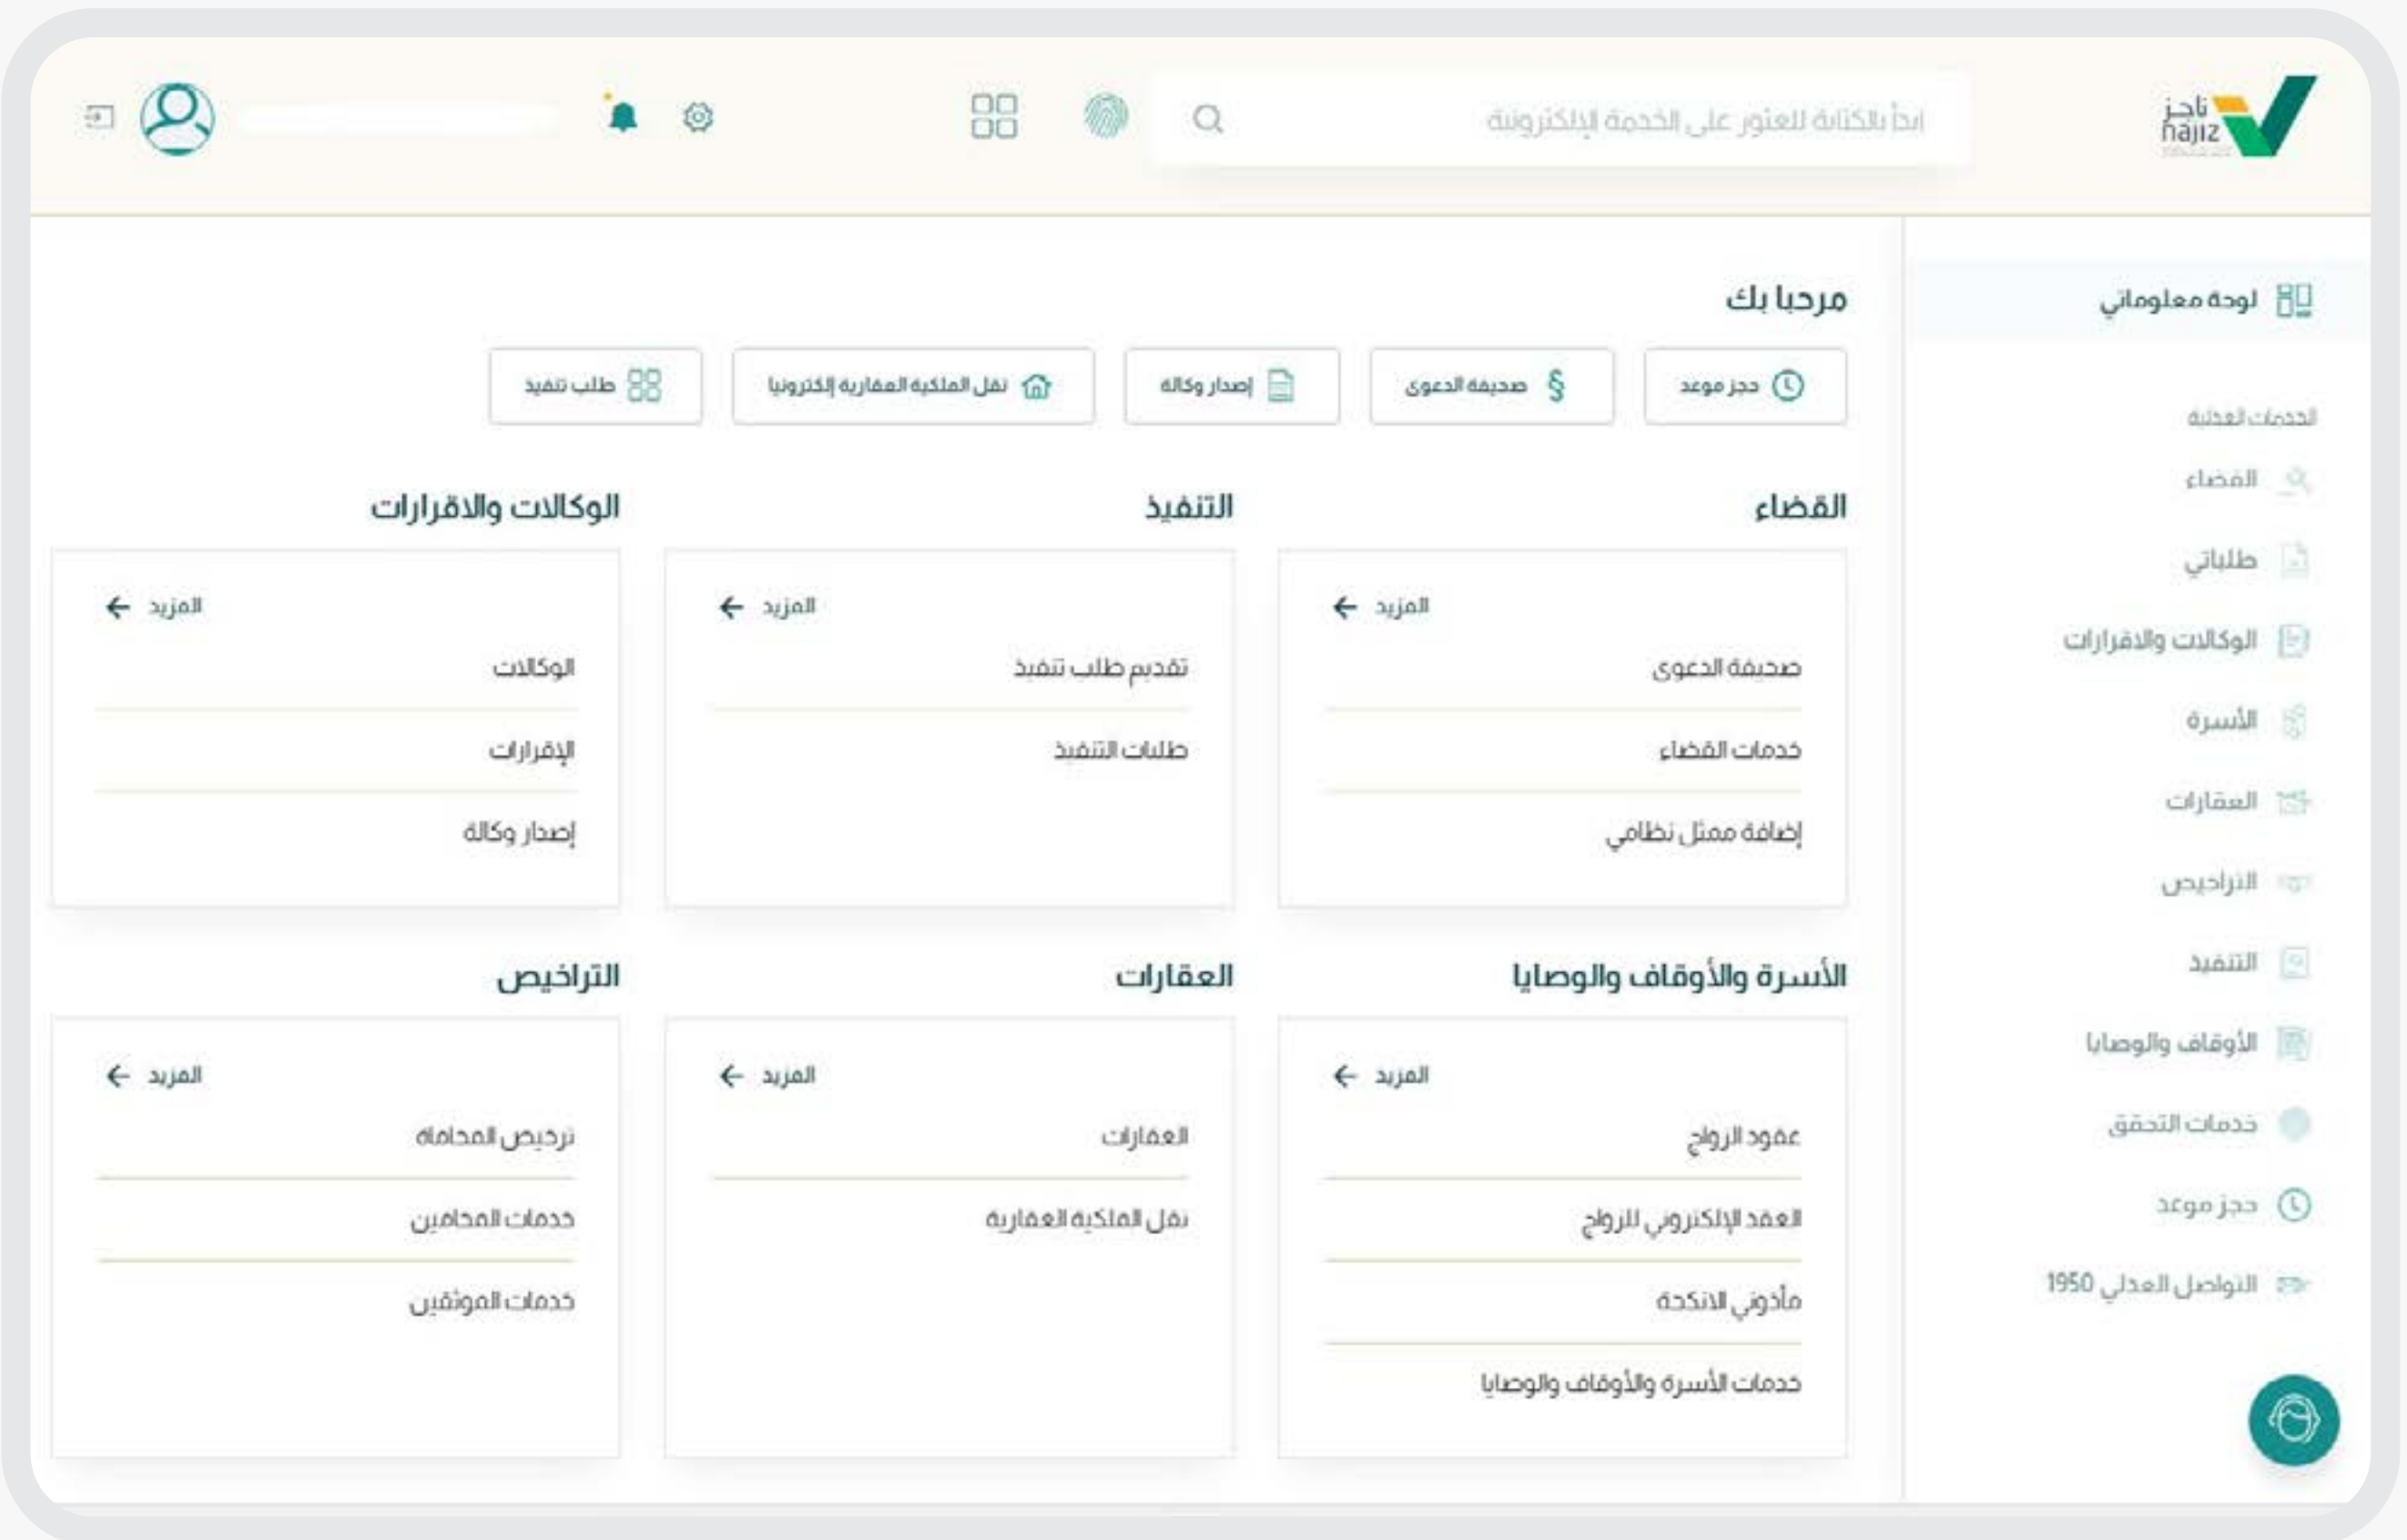 ناجز
najiz
ابدأ بالكتابة للعثور على الخدمة الإلكترونية
لوحة معلوماتي
الخدمات العدلية
القضاء
طلباتي
الوكالات والاقرارات
الأسرة
العقارات
التراخيص
التنفيذ
الأوقاف والوصايا
خدمات التحقق
حجز موعد
التواصل العدلي 1950
مرحبا بك
حجز موعد
صحيفة الدعوى
إصدار وكالة
نقل الملكية العقارية إلكترونيا
طلب تنفيذ
القضاء
المزيد
صحيفة الدعوى
خدمات القضاء
إضافة ممثل نظامي
التنفيذ
المزيد
تقديم طلب تنفيذ
طلبات التنفيذ
الوكالات والاقرارات
المزيد
الوكالات
الإقرارات
إصدار وكالة
الأسرة والأوقاف والوصايا
المزيد
عقود الزواج
العقد الإلكتروني للزواج
مأذوني الانكحة
خدمات الأسرة والأوقاف والوصايا
العقارات
المزيد
العقارات
نقل الملكية العقارية
التراخيص
المزيد
ترخيص المحاماة
خدمات المحامين
خدمات الموثقين